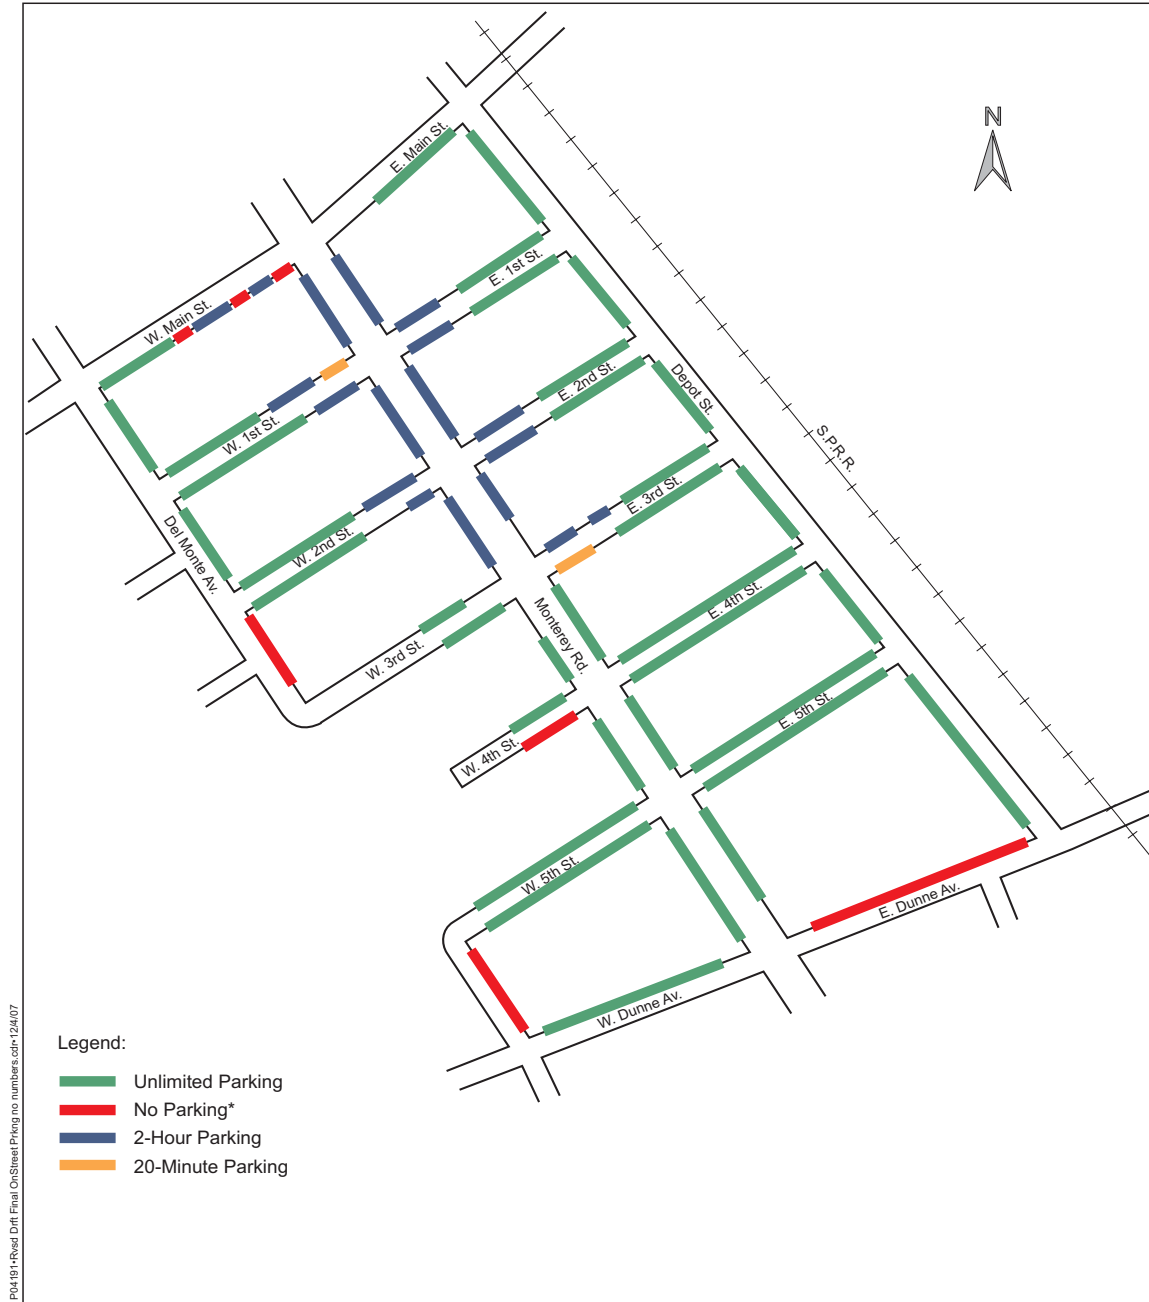 N
E. Main St.
W. Main St.
E. 1st St.
W. 1st St.
E. 2nd St.
Depot St.
S.P.R.R.
W. 2nd St.
Del Monte Av.
E. 3rd St.
W. 3rd St.
Monterey Rd.
E. 4th St.
W. 4th St.
E. 5th St.
W. 5th St.
E. Dunne Av.
W. Dunne Av.
Legend:
Unlimited Parking
No Parking*
2-Hour Parking
20-Minute Parking
P04191•Rvsd Drft Final OnStreet Prkng no numbers.cdr•12/4/07